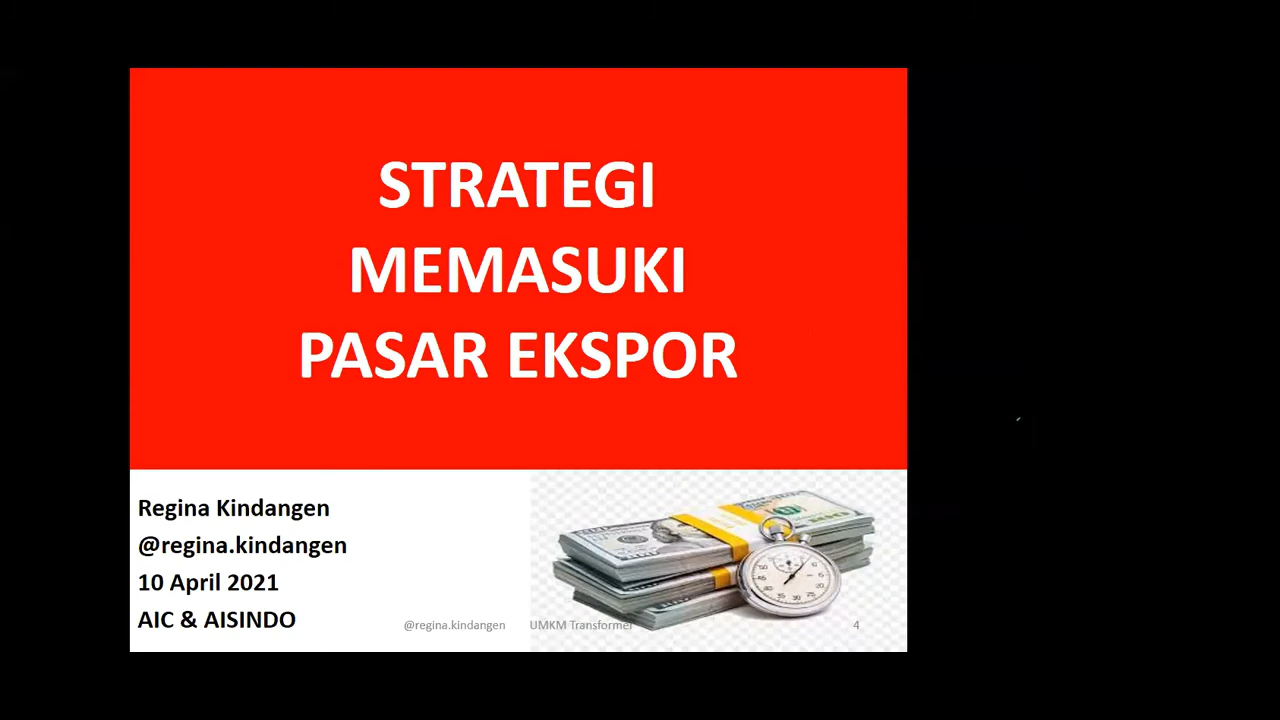 STRATEGI
MEMASUKI
PASAR EKSPOR
Regina Kindangen
@regina.kindangen
10 April 2021
AIC & AISINDO
@regina.kindangen UMKM Transformer 4